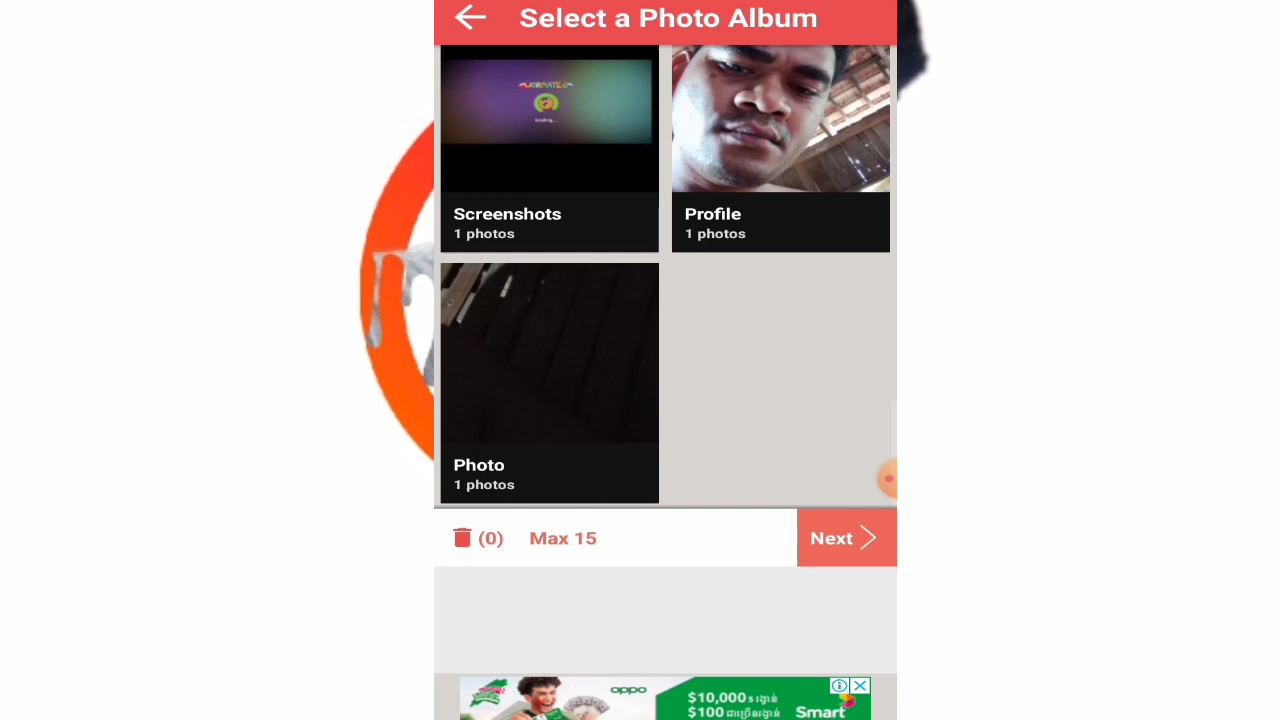 Select a Photo Album
Loading...
Screenshots
1 photos
Profile
1 photos
Photo
1 photos
(0) Max 15
Next
oppo
$10,000
$100
Smart